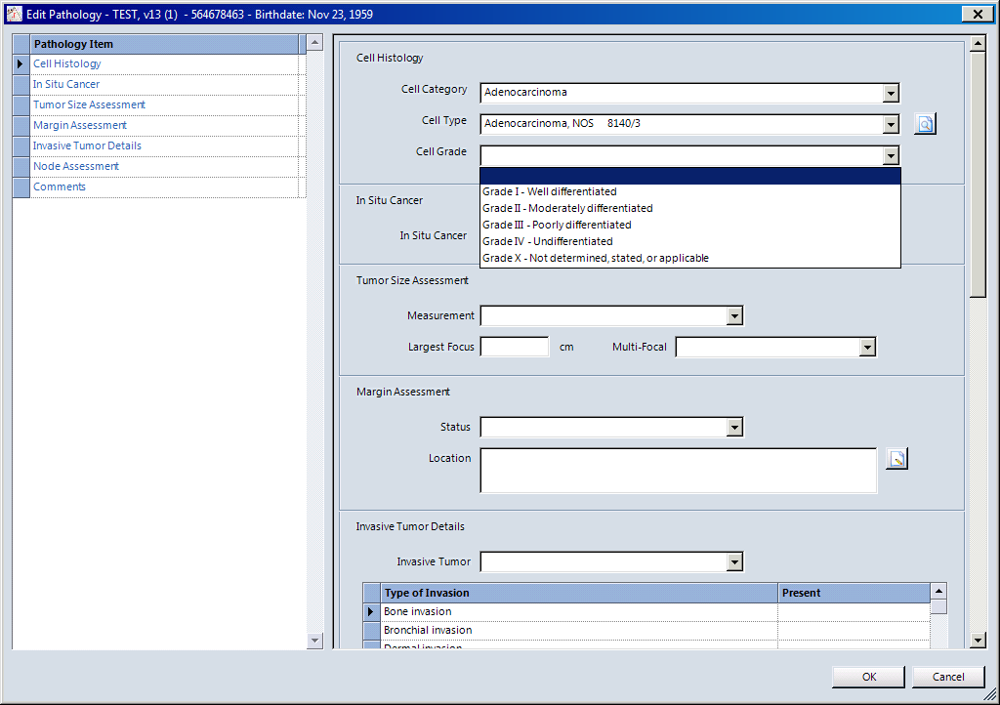 Edit Pathology - TEST, v13 (1)  - 564678463 - Birthdate: Nov 23, 1959
Pathology Item
Cell Histology
In Situ Cancer
Tumor Size Assessment
Margin Assessment
Invasive Tumor Details
Node Assessment
Comments
Cell Histology
Cell Category Adenocarcinoma
Cell Type Adenocarcinoma, NOS 8140/3
Cell Grade
Grade I - Well differentiated
Grade II - Moderately differentiated
Grade III - Poorly differentiated
Grade IV - Undifferentiated
Grade X - Not determined, stated, or applicable
In Situ Cancer
In Situ Cancer
Tumor Size Assessment
Measurement
Largest Focus cm Multi-Focal
Margin Assessment
Status
Location
Invasive Tumor Details
Invasive Tumor
Type of Invasion Present
Bone invasion
Bronchial invasion
Dermal invasion
OK Cancel